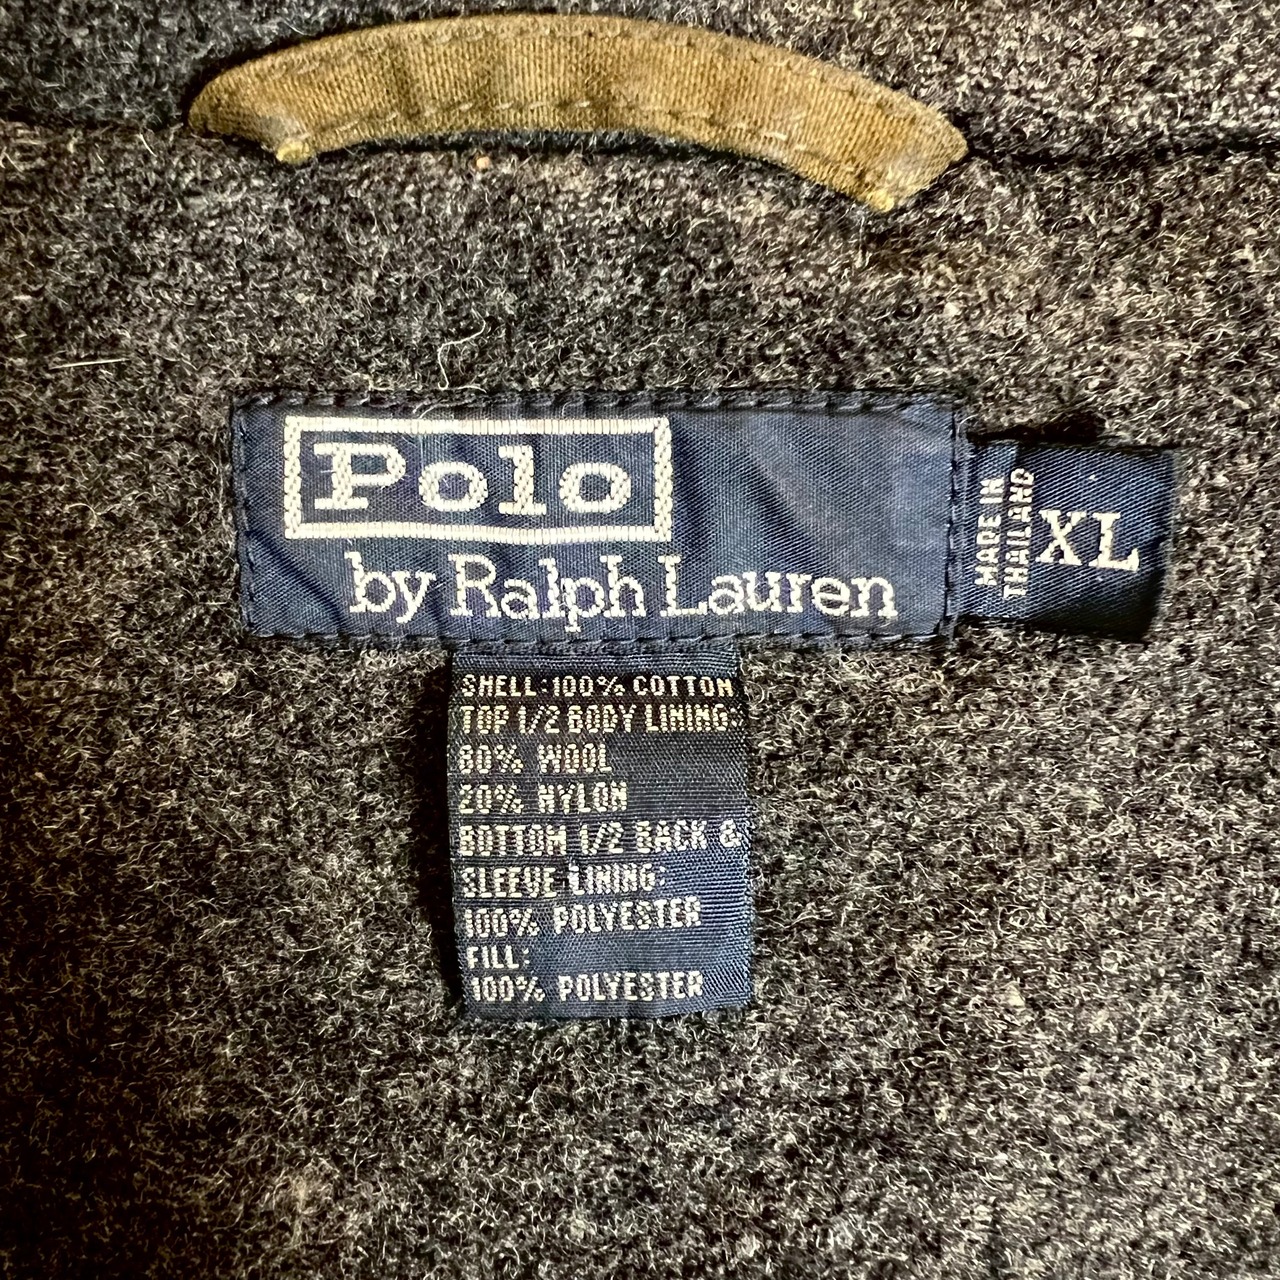 Polo
by Ralph Lauren
MADE IN
THAILAND
XL
SHELL:100% COTTON
TOP 1/2 BODY LINING:
80% WOOL
20% NYLON
BOTTOM 1/2 BACK &
SLEEVE LINING:
100% POLYESTER
FILL:
100% POLYESTER